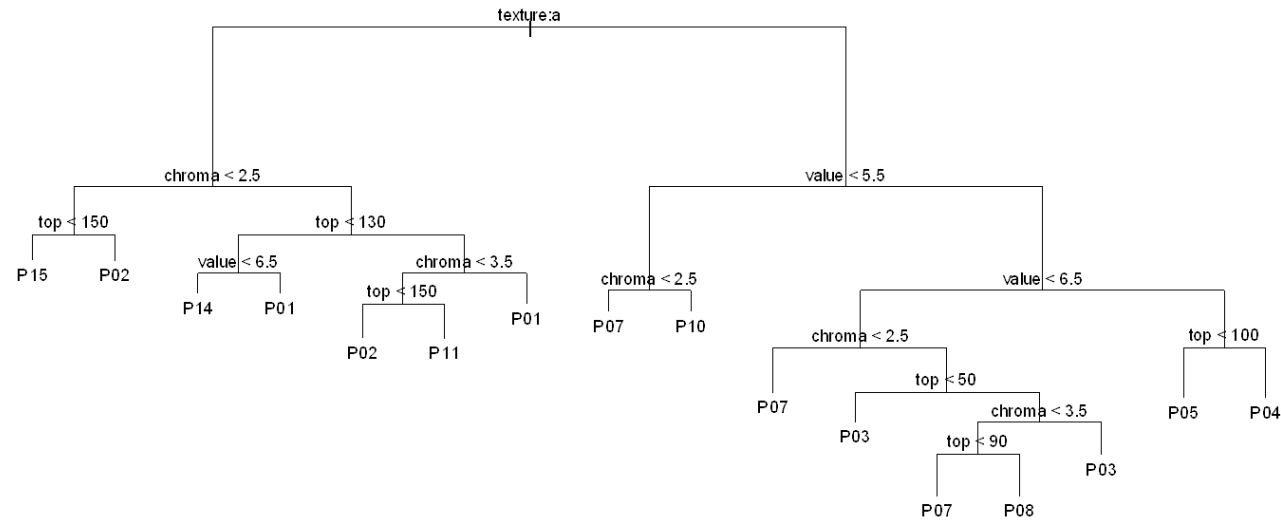 texture:a
chroma < 2.5
value < 5.5
top < 150
top < 130
P15
P02
value < 6.5
chroma < 3.5
chroma < 2.5
value < 6.5
P14
P01
top < 150
P01
P07
P10
P02
P11
chroma < 2.5
top < 100
P07
top < 50
P05
P04
P03
chroma < 3.5
top < 90
P03
P07
P08